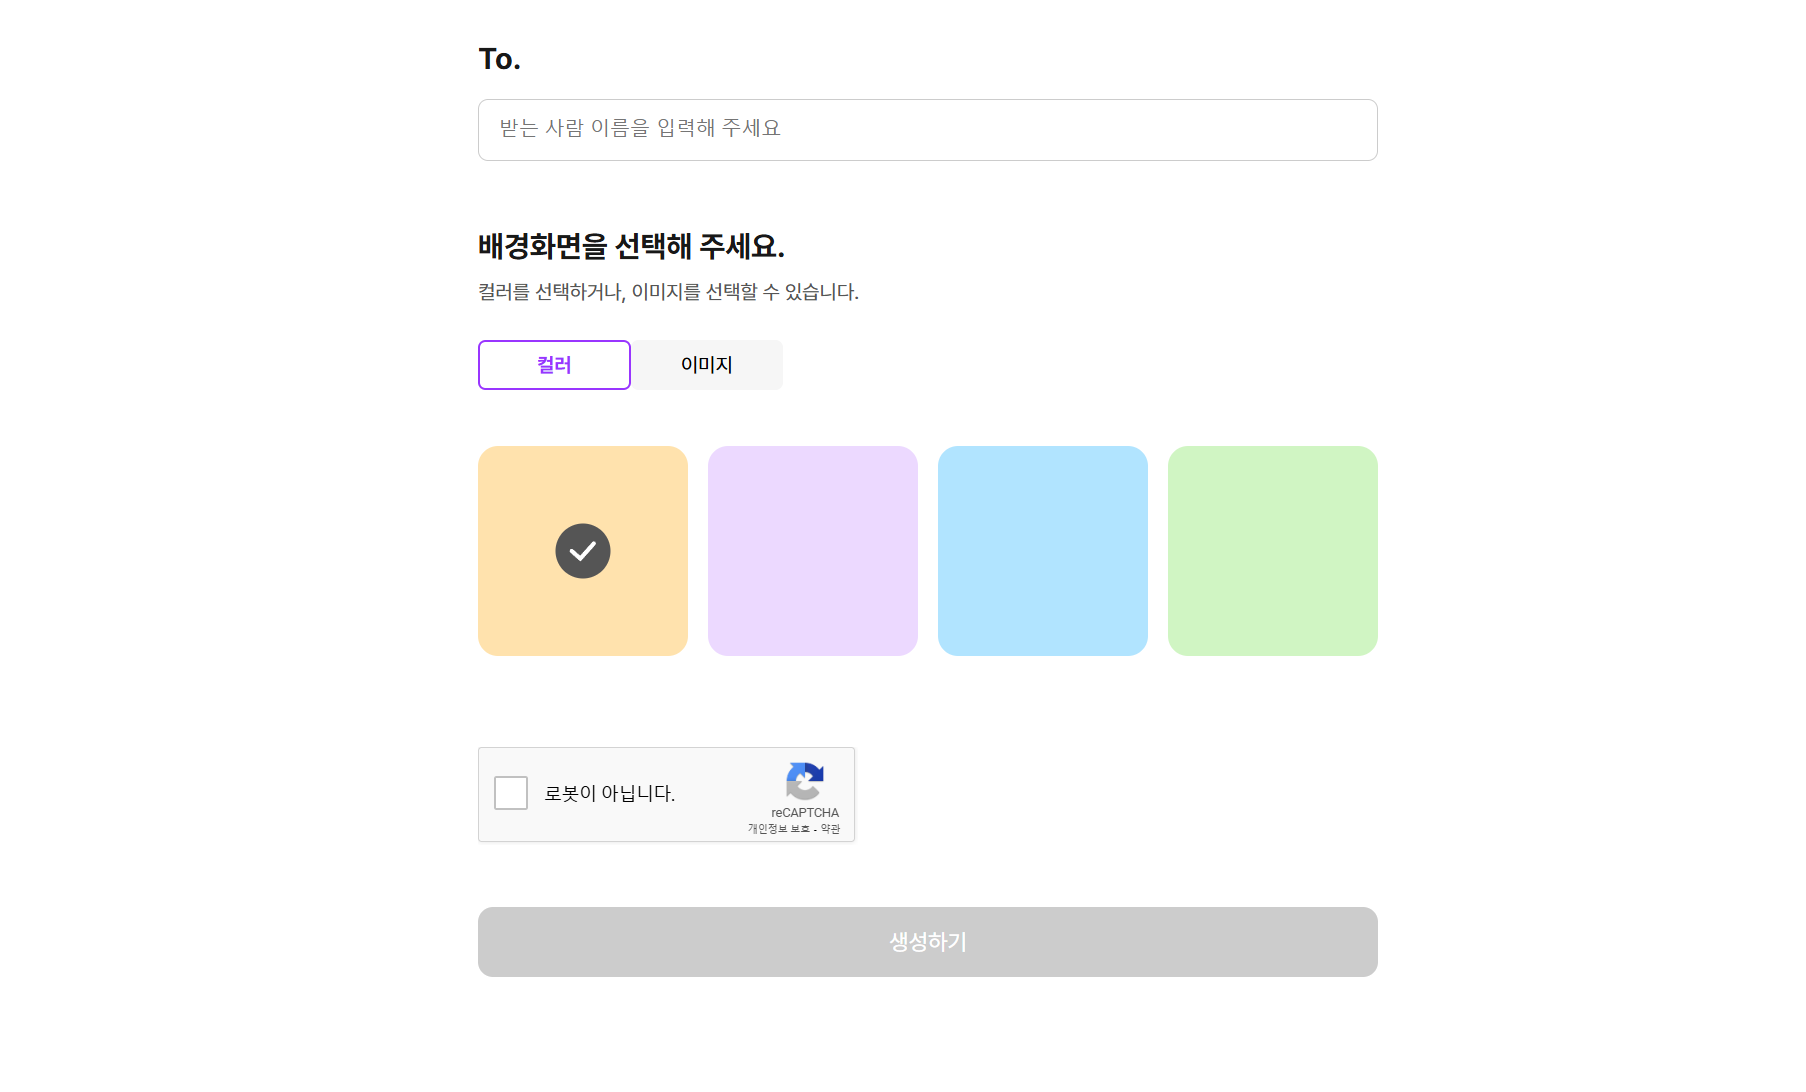 To.
받는 사람 이름을 입력해 주세요
배경화면을 선택해 주세요.
컬러를 선택하거나, 이미지를 선택할 수 있습니다.
컬러
이미지
로봇이 아닙니다.
reCAPTCHA
개인정보 보호 - 약관
생성하기